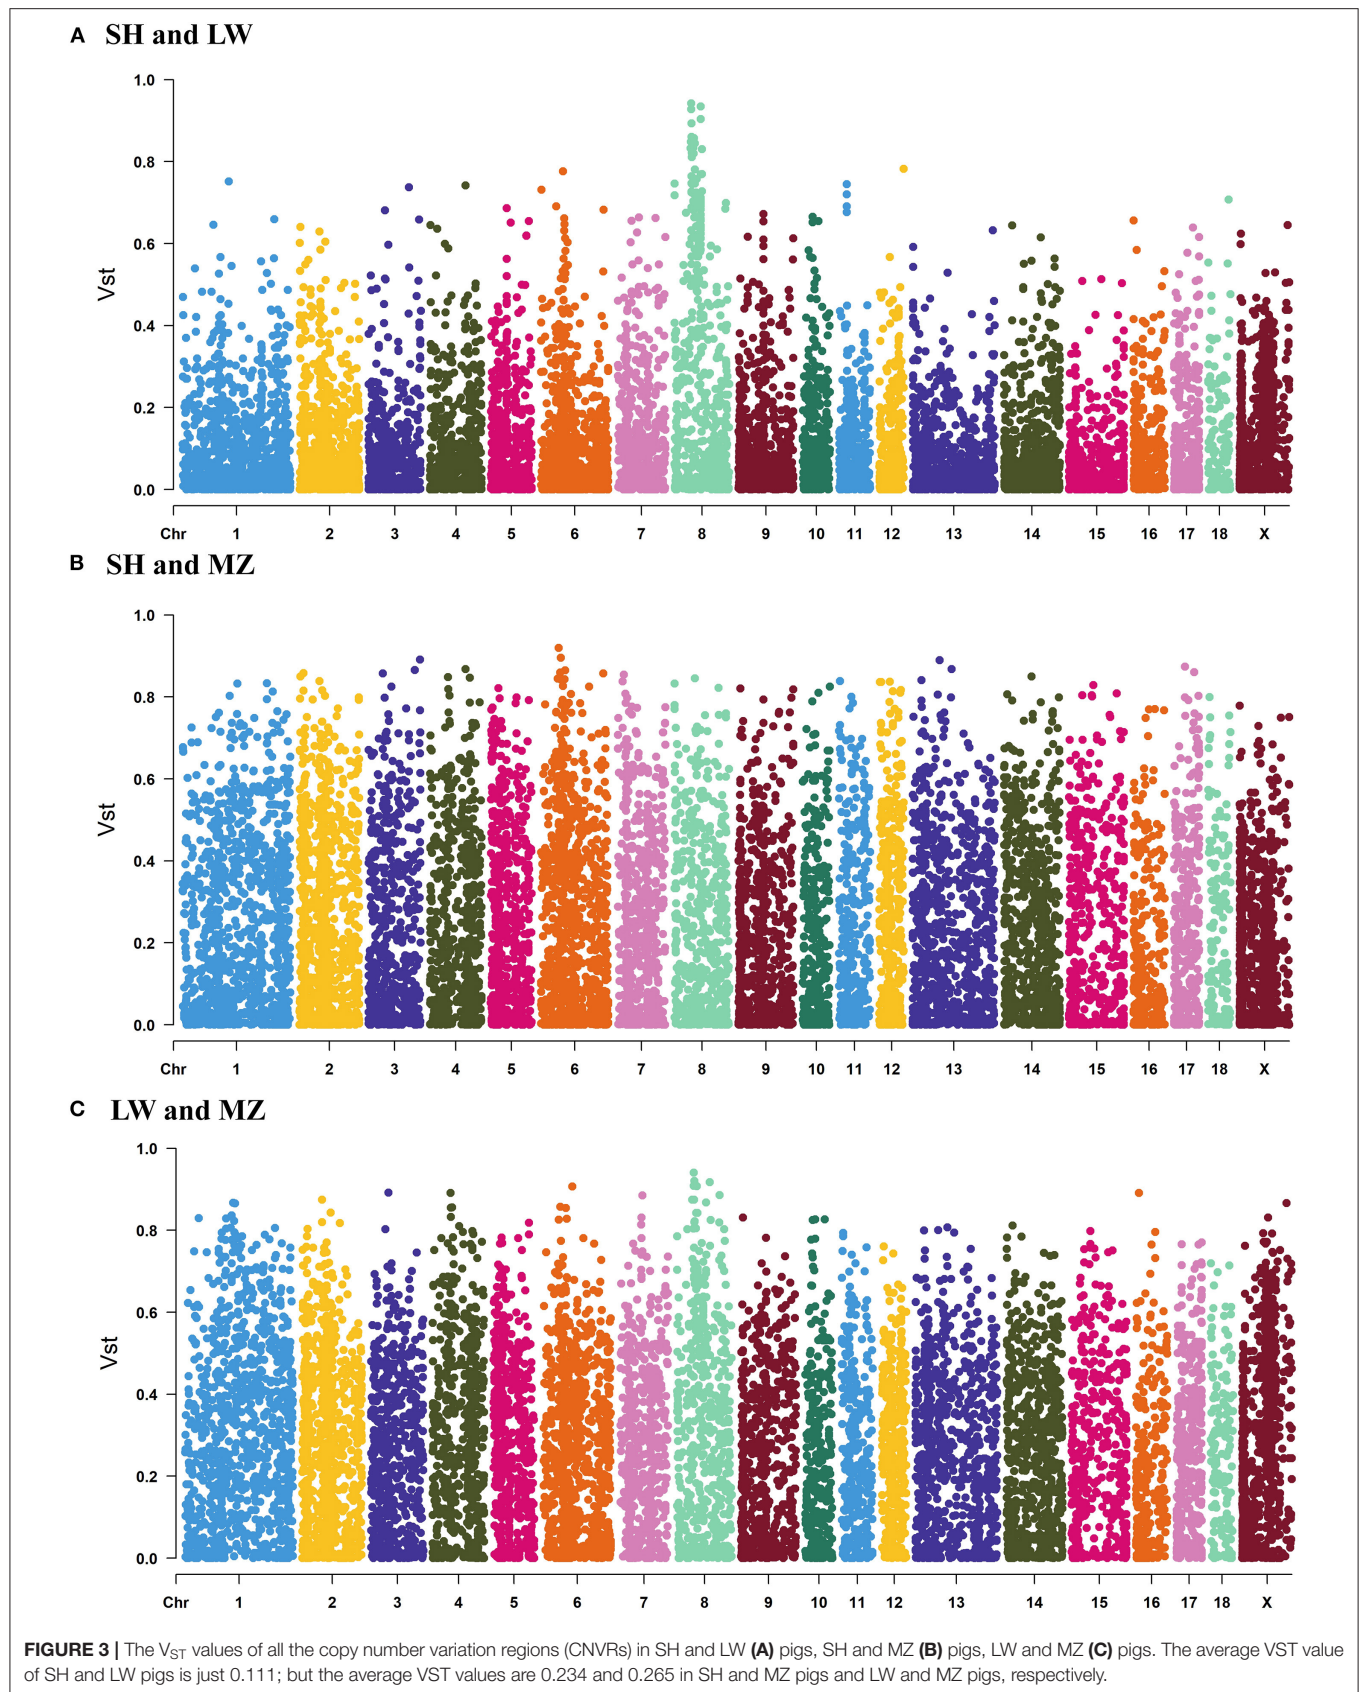 A SH and LW
1.0
0.8
0.6
0.4
0.2
0.0
Vst
Chr 1 2 3 4 5 6 7 8 9 10 11 12 13 14 15 16 17 18 X
B SH and MZ
1.0
0.8
0.6
0.4
0.2
0.0
Vst
Chr 1 2 3 4 5 6 7 8 9 10 11 12 13 14 15 16 17 18 X
C LW and MZ
1.0
0.8
0.6
0.4
0.2
0.0
Vst
Chr 1 2 3 4 5 6 7 8 9 10 11 12 13 14 15 16 17 18 X
FIGURE 3 | The VST values of all the copy number variation regions (CNVRs) in SH and LW (A) pigs, SH and MZ (B) pigs, LW and MZ (C) pigs. The average VST value
of SH and LW pigs is just 0.111; but the average VST values are 0.234 and 0.265 in SH and MZ pigs and LW and MZ pigs, respectively.